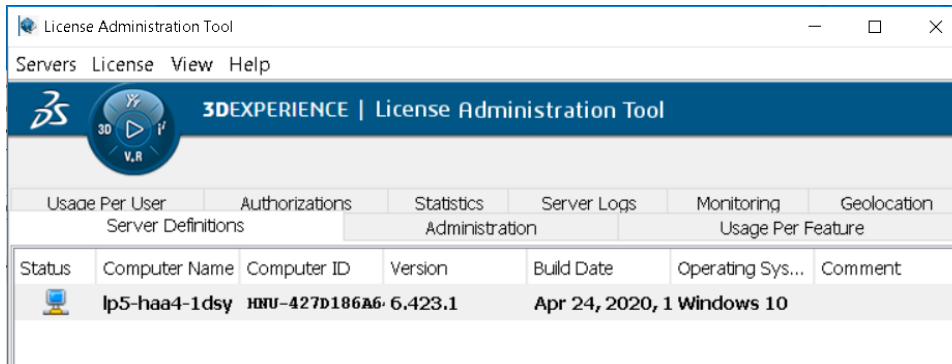 License Administration Tool
Servers License View Help
3DEXPERIENCE | License Administration Tool
3D i² V.R
Usage Per User Authorizations Statistics Server Logs Monitoring Geolocation
Server Definitions Administration Usage Per Feature
Status Computer Name Computer ID Version Build Date Operating Sys... Comment
lp5-haa4-1dsy HNU-427D186A6 6.423.1 Apr 24, 2020, 1 Windows 10